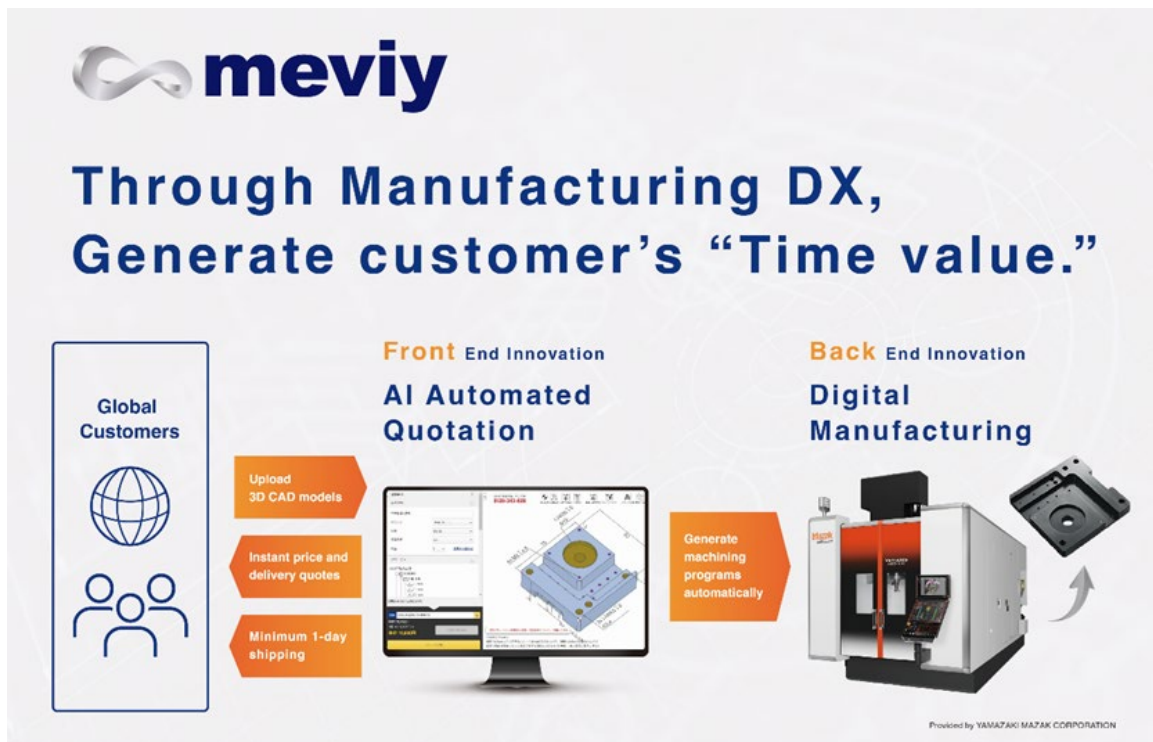 meviy
Through Manufacturing DX,
Generate customer’s “Time value.”
Global
Customers
Upload
3D CAD models
Instant price and
delivery quotes
Minimum 1-day
shipping
Front End Innovation
AI Automated
Quotation
Generate
machining
programs
automatically
Back End Innovation
Digital
Manufacturing
Provided by YAMAZAKI MAZAK CORPORATION